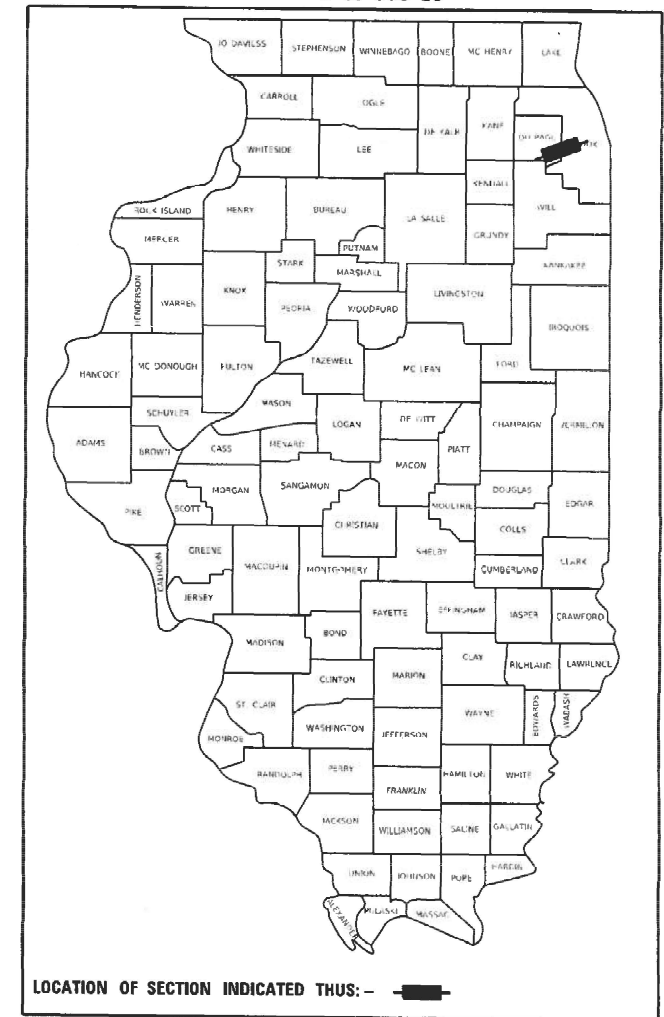 JO DAVIESS STEPHENSON WINNEBAGO BOONE MC HENRY LAKE
CARROLL OGLE
DE KALB KANE DU PAGE
WHITESIDE LEE
KENDALL
ROCK ISLAND HENRY BUREAU LA SALLE WILL
MERCER PUTNAM GRUNDY
STARK MARSHALL KANKAKEE
HENDERSON WARREN KNOX PEORIA WOODFORD LIVINGSTON
IROQUOIS
HANCOCK MC DONOUGH FULTON TAZEWELL MC LEAN FORD
MASON
SCHUYLER LOGAN DE WITT CHAMPAIGN VERMILION
ADAMS BROWN CASS MENARD PIATT
MACON
MORGAN SANGAMON DOUGLAS
PIKE SCOTT MOULTRIE EDGAR
CHRISTIAN COLLS
GREENE SHELBY
CALHOUN MACOUPIN MONTGOMERY CUMBERLAND CLARK
JERSEY
FAYETTE EFFINGHAM JASPER CRAWFORD
MADISON BOND
CLAY RICHLAND LAWRENCE
CLINTON MARION
ST. CLAIR WAYNE EDWARDS WABASH
WASHINGTON JEFFERSON
MONROE
RANDOLPH PERRY HAMILTON WHITE
FRANKLIN
JACKSON WILLIAMSON SALINE GALLATIN
UNION JOHNSON POPE HARDIN
ALEXANDER PULASKI MASSAC
LOCATION OF SECTION INDICATED THUS: –